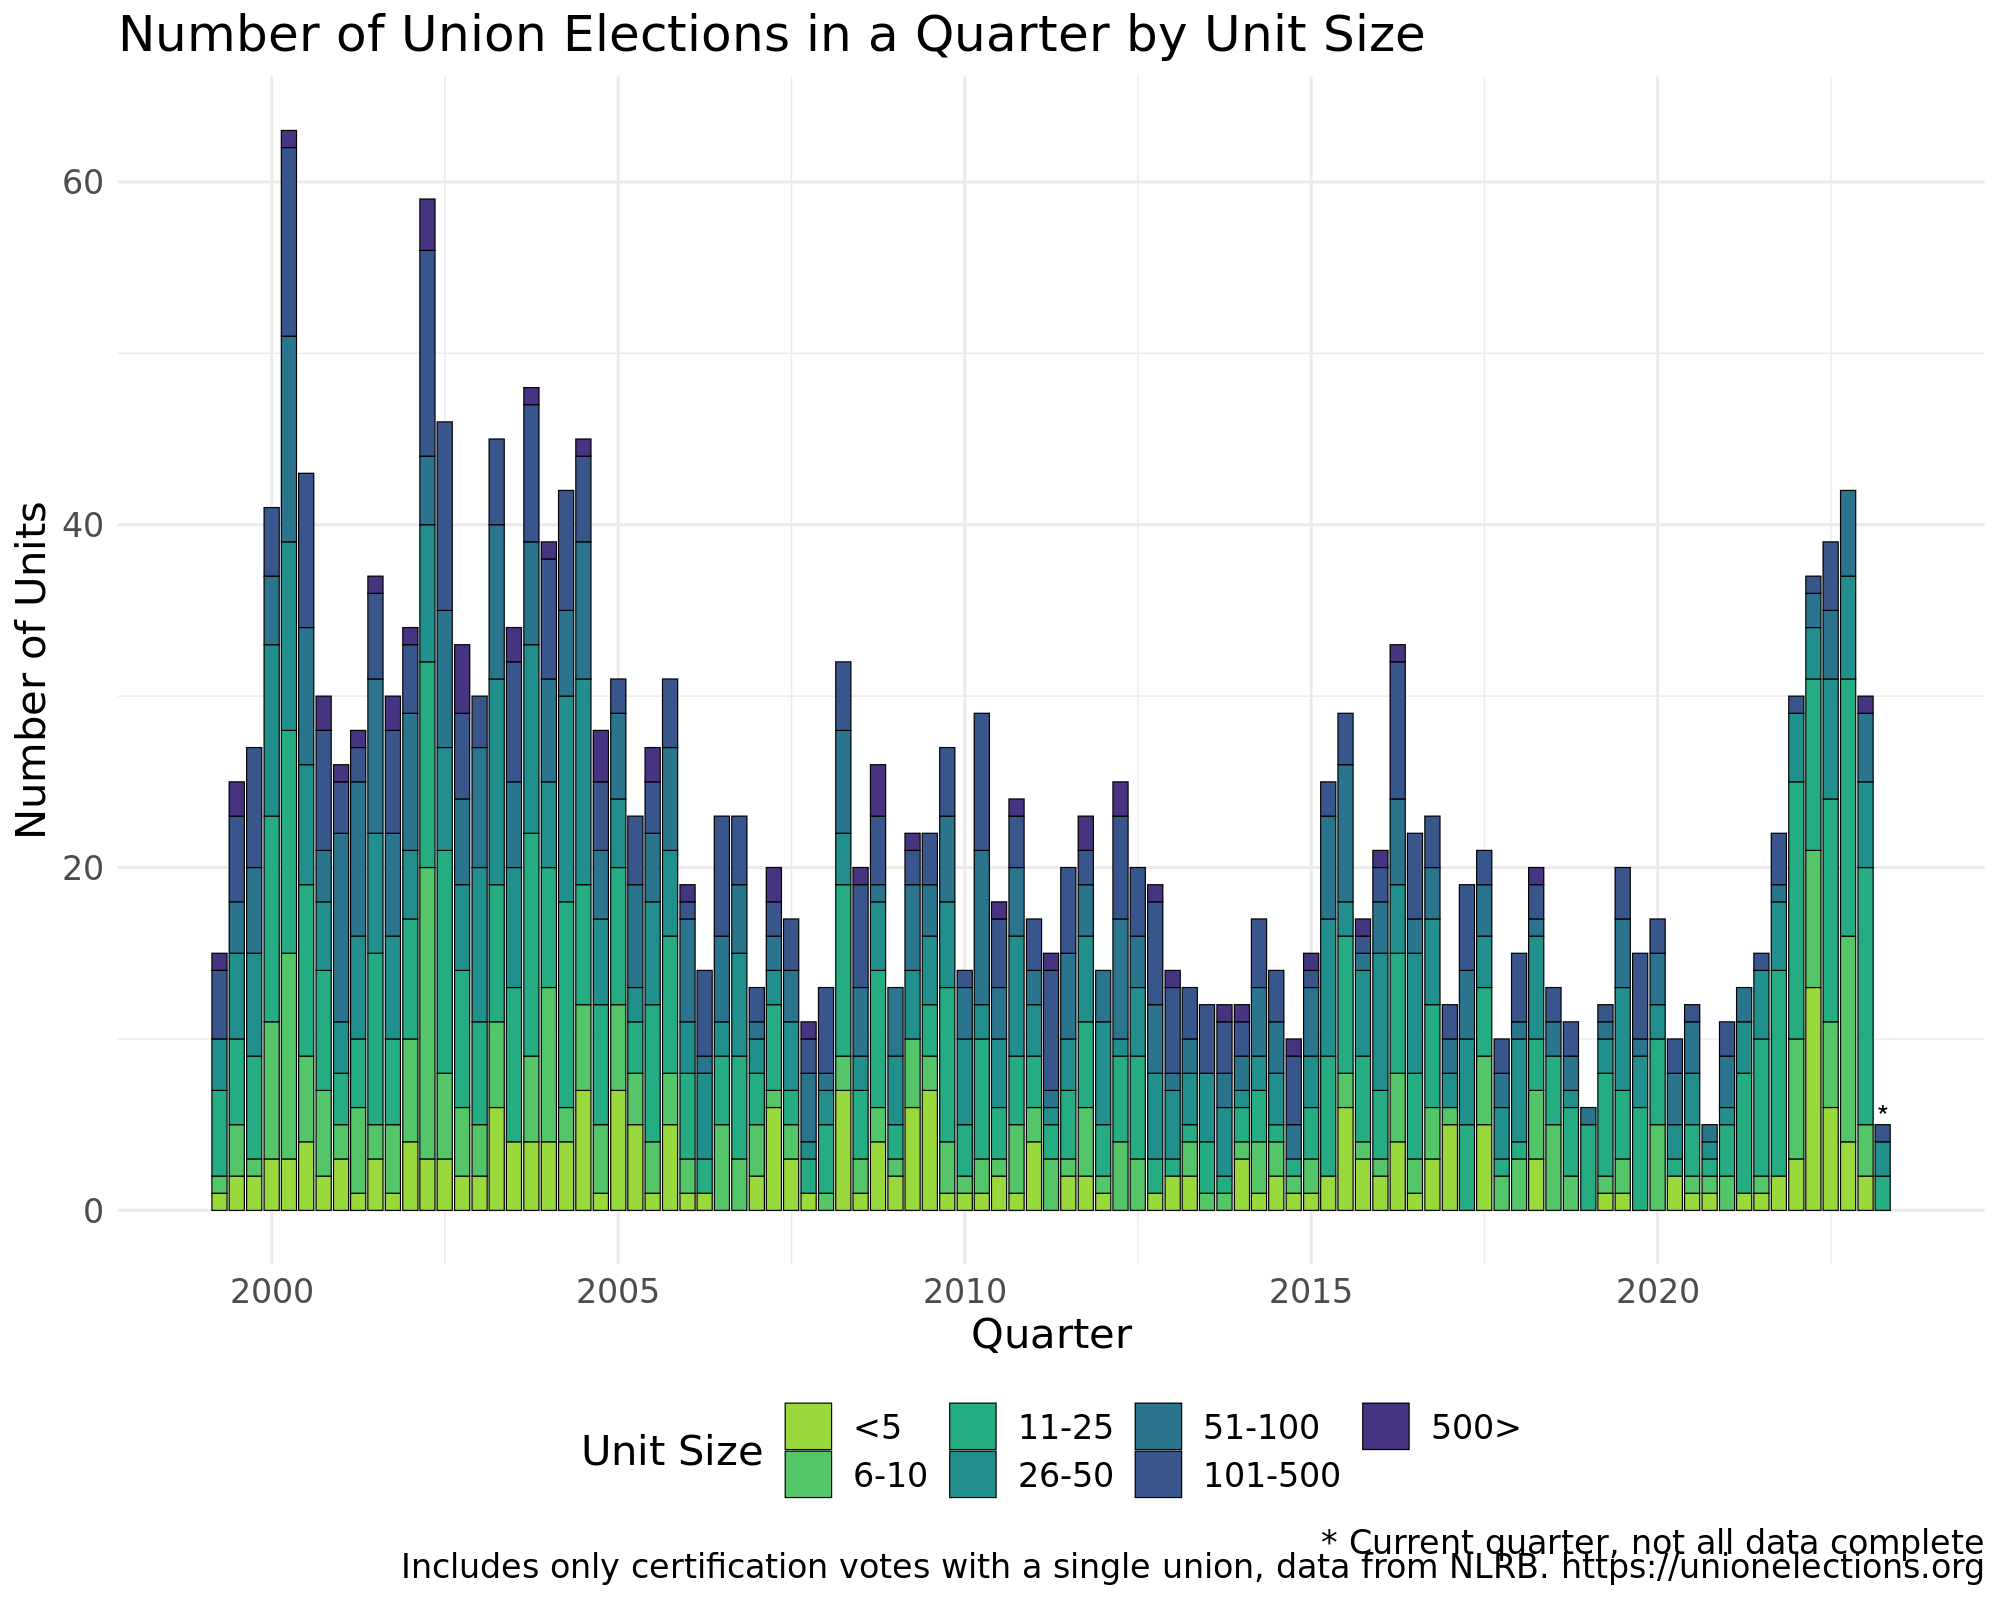 Number of Union Elections in a Quarter by Unit Size
Number of Units
60
40
20
0
*
2000 2005 2010 2015 2020
Quarter
Unit Size
<5 11-25 51-100 500>
6-10 26-50 101-500
* Current quarter, not all data complete
Includes only certification votes with a single union, data from NLRB. https://unionelections.org